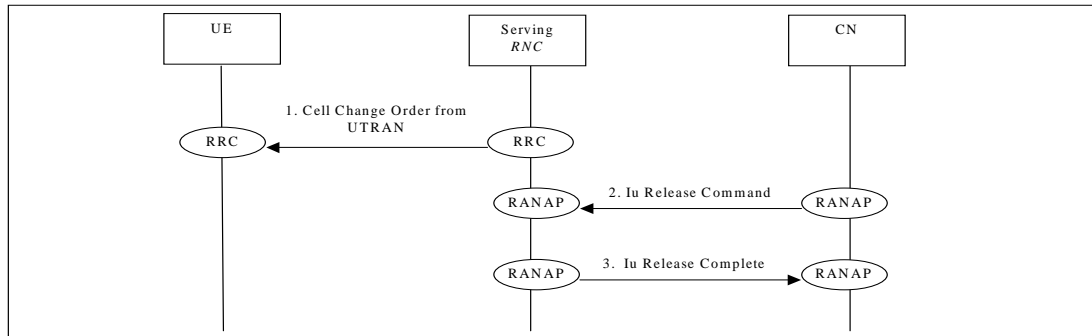 UE
Serving
RNC
CN
1. Cell Change Order from
UTRAN
RRC
RRC
2. Iu Release Command
RANAP
RANAP
3. Iu Release Complete
RANAP
RANAP